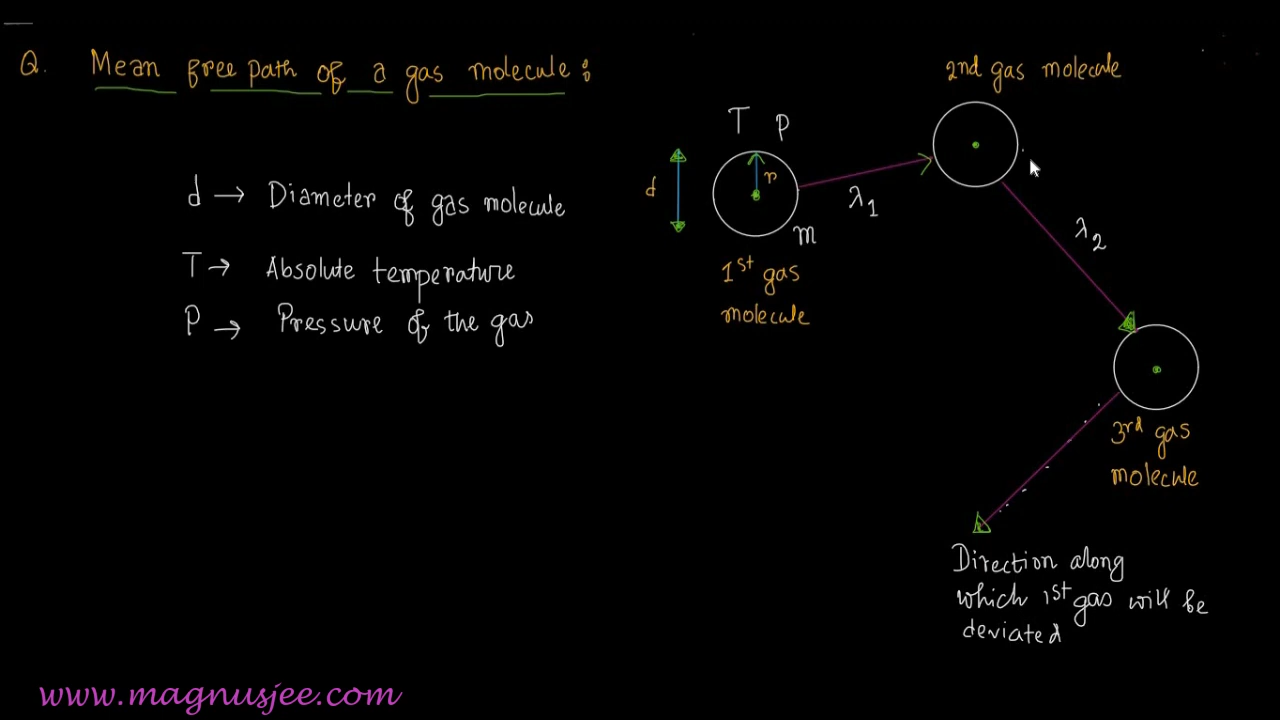 Q. Mean free path of a gas molecule :
d → Diameter of gas molecule
T → Absolute temperature
P → Pressure of the gas
2nd gas molecule
T P
d
r
m
λ1
1st gas
molecule
λ2
3rd gas
molecule
Direction along
which 1st gas will be
deviated
www.magnusjee.com